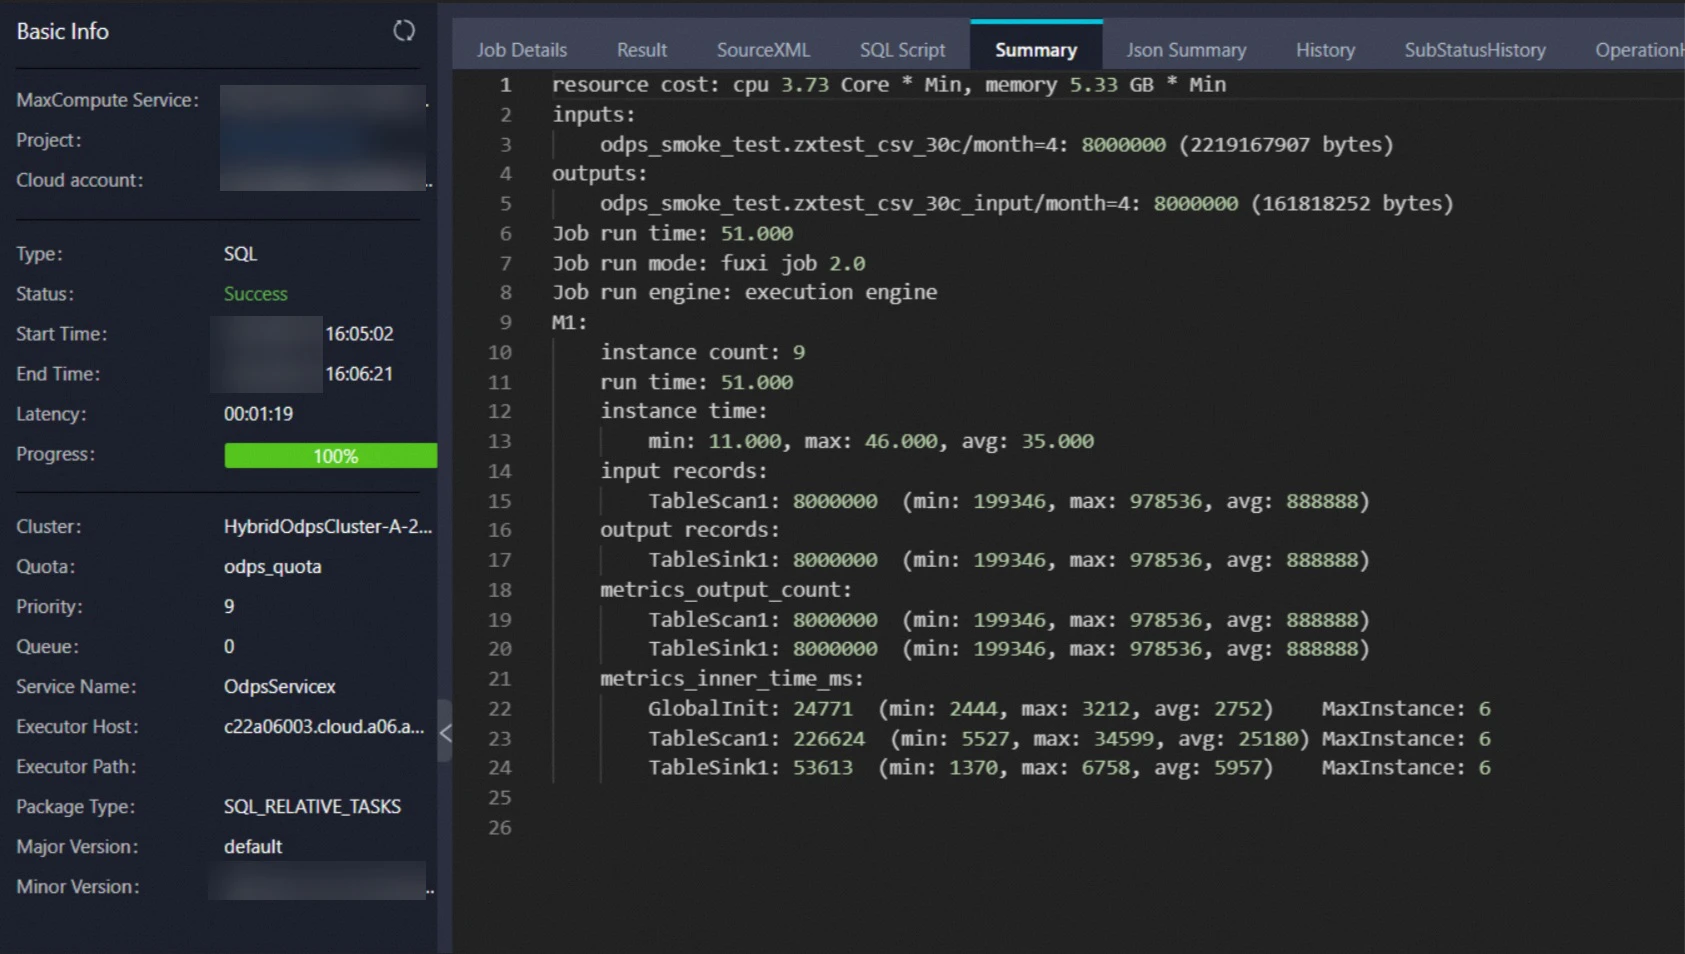 Basic Info
MaxCompute Service:
Project:
Cloud account:
Type: SQL
Status: Success
Start Time: 16:05:02
End Time: 16:06:21
Latency: 00:01:19
Progress: 100%
Cluster: HybridOdpsCluster-A-2...
Quota: odps_quota
Priority: 9
Queue: 0
Service Name: OdpsServicex
Executor Host: c22a06003.cloud.a06.a...
Executor Path:
Package Type: SQL_RELATIVE_TASKS
Major Version: default
Minor Version:
Job Details Result SourceXML SQL Script Summary Json Summary History SubStatusHistory OperationH
1 resource cost: cpu 3.73 Core * Min, memory 5.33 GB * Min
2 inputs:
3 odps_smoke_test.zxtest_csv_30c/month=4: 8000000 (2219167907 bytes)
4 outputs:
5 odps_smoke_test.zxtest_csv_30c_input/month=4: 8000000 (161818252 bytes)
6 Job run time: 51.000
7 Job run mode: fuxi job 2.0
8 Job run engine: execution engine
9 M1:
10 instance count: 9
11 run time: 51.000
12 instance time:
13 min: 11.000, max: 46.000, avg: 35.000
14 input records:
15 TableScan1: 8000000 (min: 199346, max: 978536, avg: 888888)
16 output records:
17 TableSink1: 8000000 (min: 199346, max: 978536, avg: 888888)
18 metrics_output_count:
19 TableScan1: 8000000 (min: 199346, max: 978536, avg: 888888)
20 TableSink1: 8000000 (min: 199346, max: 978536, avg: 888888)
21 metrics_inner_time_ms:
22 GlobalInit: 24771 (min: 2444, max: 3212, avg: 2752) MaxInstance: 6
23 TableScan1: 226624 (min: 5527, max: 34599, avg: 25180) MaxInstance: 6
24 TableSink1: 53613 (min: 1370, max: 6758, avg: 5957) MaxInstance: 6
25
26